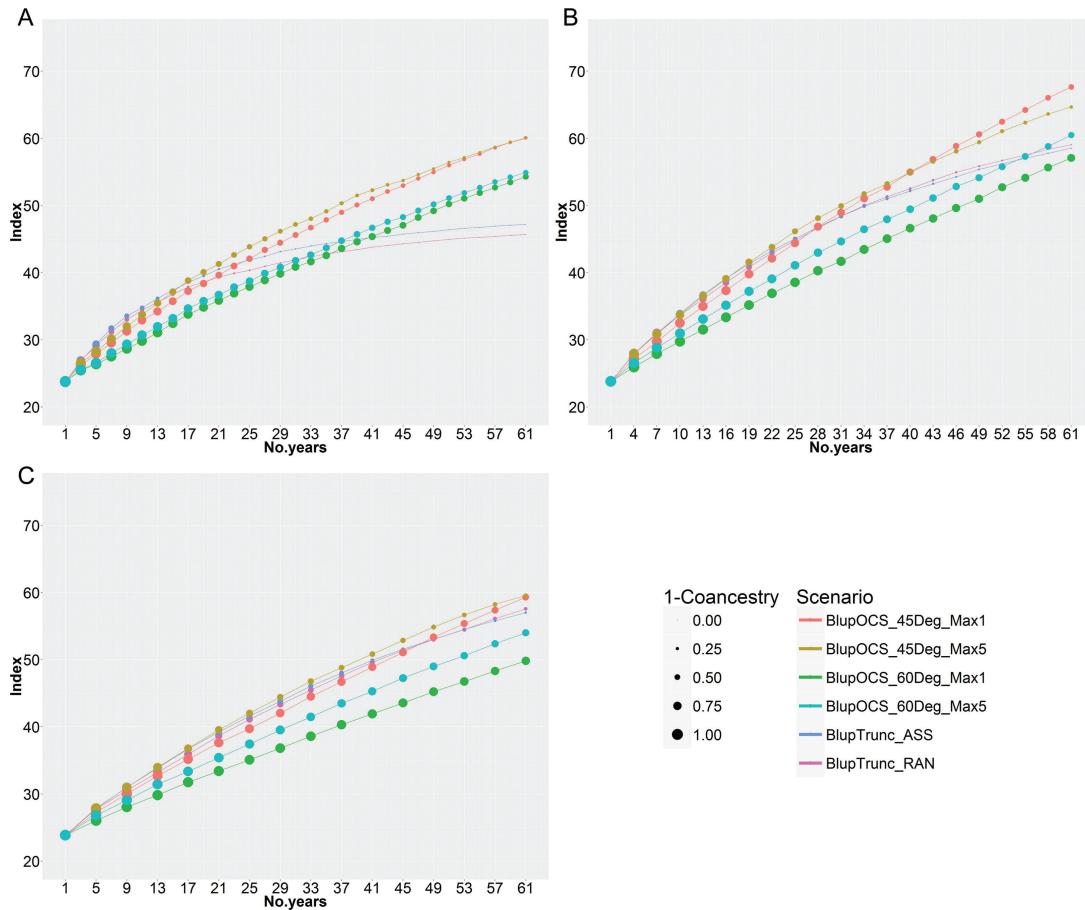 A
70
60
50
40
30
20
Index
1 5 9 13 17 21 25 29 33 37 41 45 49 53 57 61
No.years
B
70
60
50
40
30
20
Index
1 4 7 10 13 16 19 22 25 28 31 34 37 40 43 46 49 52 55 58 61
No.years
C
70
60
50
40
30
20
Index
1 5 9 13 17 21 25 29 33 37 41 45 49 53 57 61
No.years
1-Coancestry
0.00
0.25
0.50
0.75
1.00
Scenario
BlupOCS_45Deg_Max1
BlupOCS_45Deg_Max5
BlupOCS_60Deg_Max1
BlupOCS_60Deg_Max5
BlupTrunc_ASS
BlupTrunc_RAN